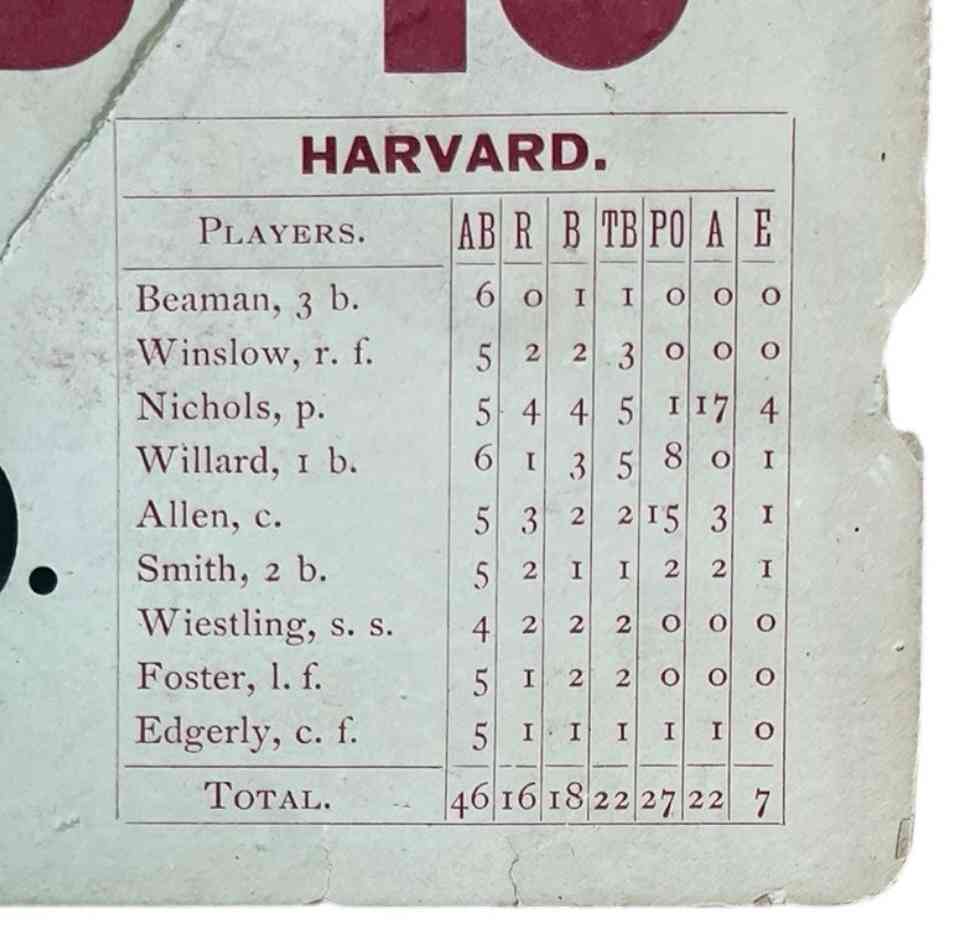 HARVARD.
PLAYERS. AB R B TB PO A E
Beaman, 3 b. 6 0 1 1 0 0 0
Winslow, r. f. 5 2 2 3 0 0 0
Nichols, p. 5 4 4 5 1 17 4
Willard, 1 b. 6 1 3 5 8 0 1
Allen, c. 5 3 2 2 15 3 1
Smith, 2 b. 5 2 1 1 2 2 1
Wiestling, s. s. 4 2 2 2 0 0 0
Foster, l. f. 5 1 2 2 0 0 0
Edgerly, c. f. 5 1 1 1 1 1 0
TOTAL. 46 16 18 22 27 22 7